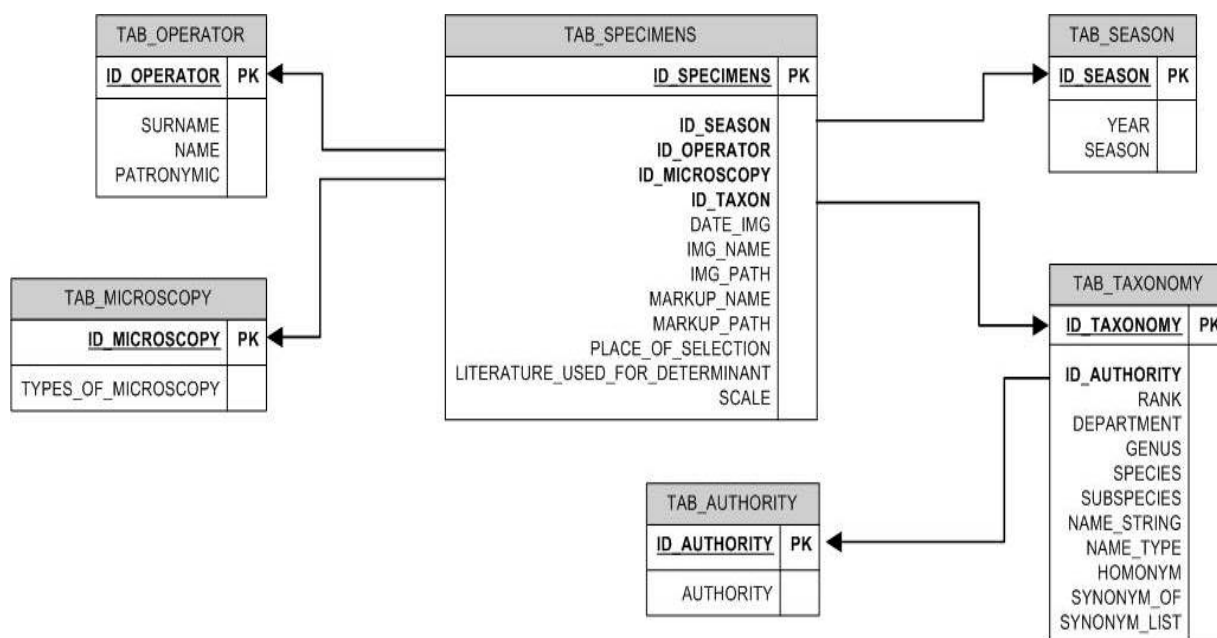 TAB_OPERATOR
ID_OPERATOR PK
SURNAME
NAME
PATRONYMIC
TAB_MICROSCOPY
ID_MICROSCOPY PK
TYPES_OF_MICROSCOPY
TAB_SPECIMENS
ID_SPECIMENS PK
ID_SEASON
ID_OPERATOR
ID_MICROSCOPY
ID_TAXON
DATE_IMG
IMG_NAME
IMG_PATH
MARKUP_NAME
MARKUP_PATH
PLACE_OF_SELECTION
LITERATURE_USED_FOR_DETERMINANT
SCALE
TAB_AUTHORITY
ID_AUTHORITY PK
AUTHORITY
TAB_SEASON
ID_SEASON PK
YEAR
SEASON
TAB_TAXONOMY
ID_TAXONOMY PK
ID_AUTHORITY
RANK
DEPARTMENT
GENUS
SPECIES
SUBSPECIES
NAME_STRING
NAME_TYPE
HOMONYM
SYNONYM_OF
SYNONYM_LIST